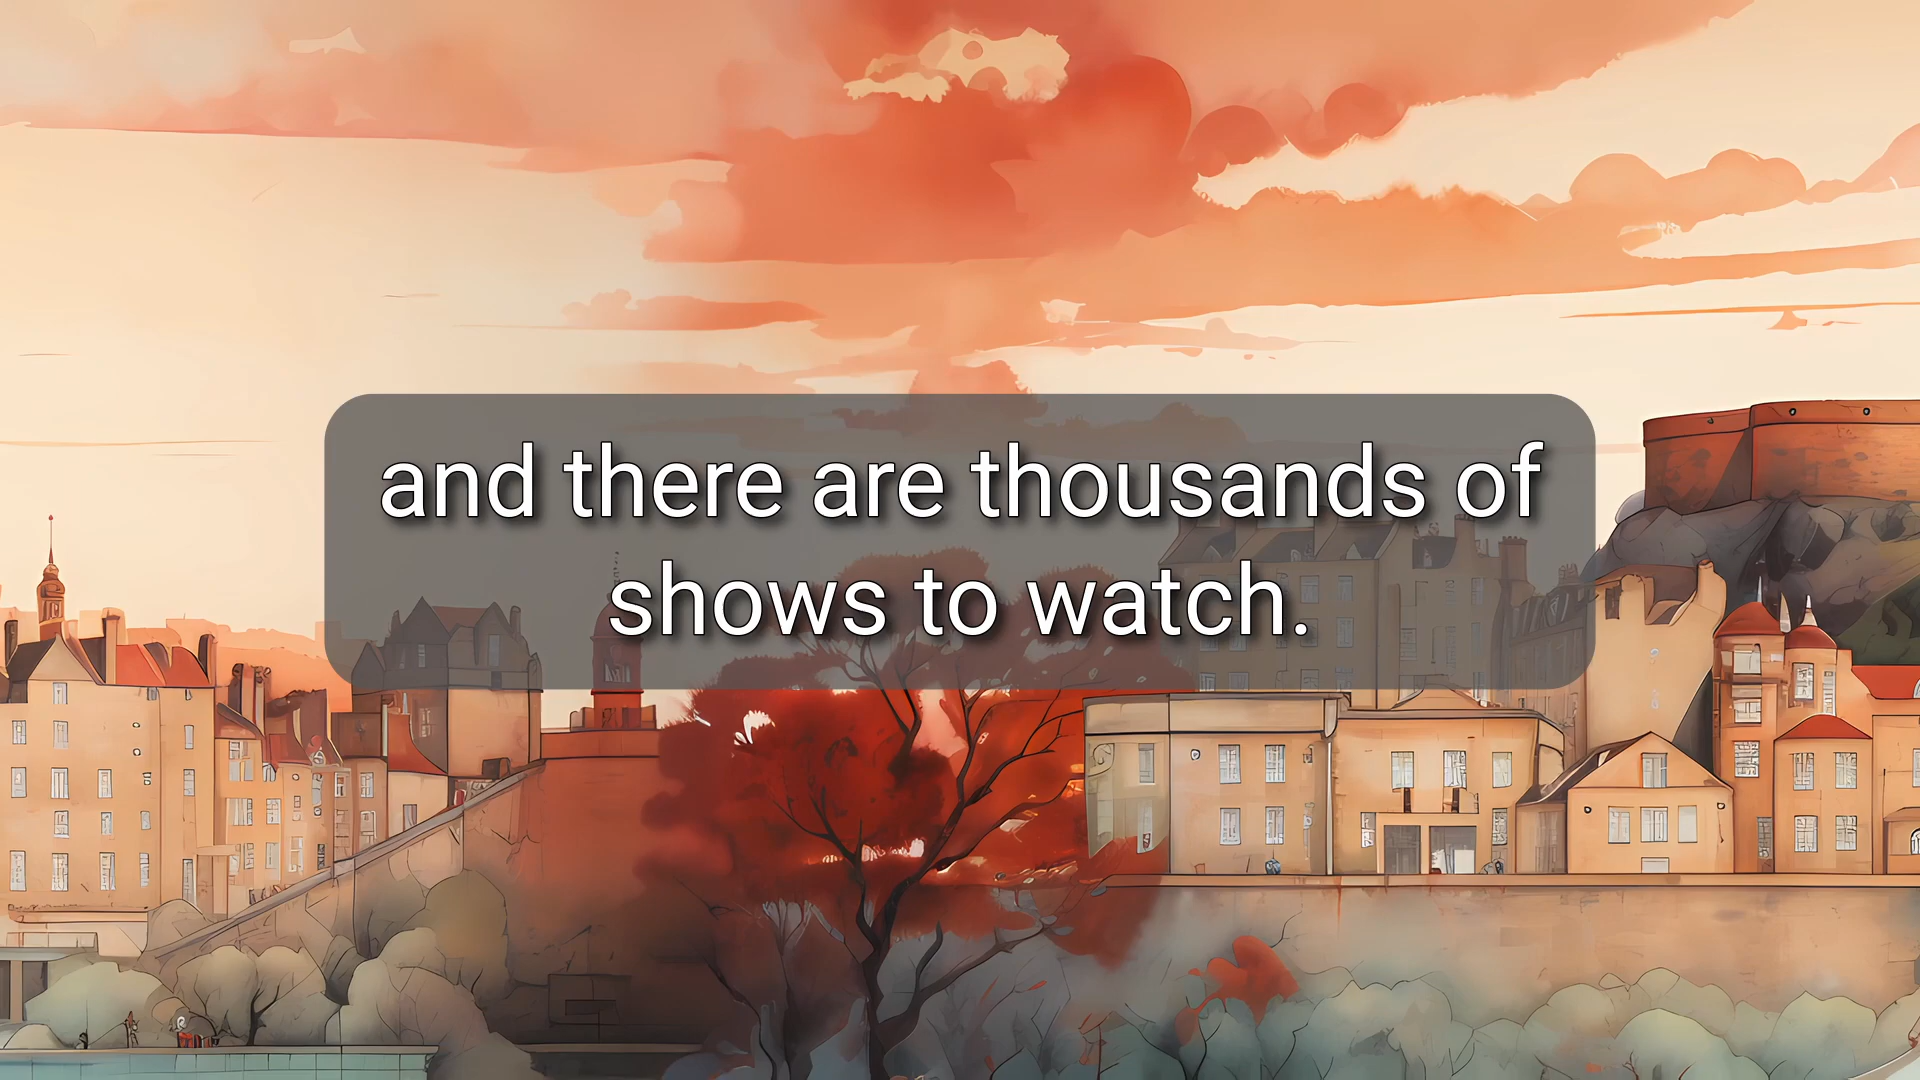 and there are thousands of
shows to watch.